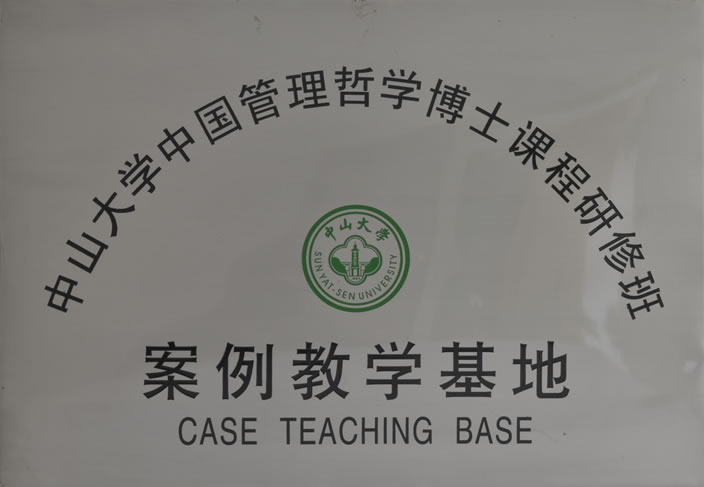 中山大学中国管理哲学博士课程研修班
中山大学
SUN YAT-SEN UNIVERSITY
案例教学基地
CASE TEACHING BASE